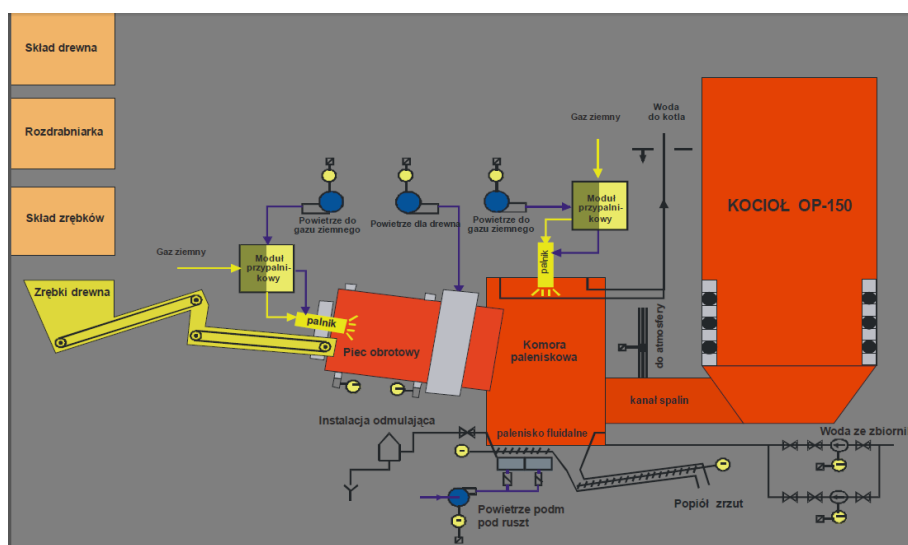 Skład drewna
Rozdrabniarka
Skład zrębków
Zrębki drewna
Gaz ziemny
Moduł
przypalni-
kowy
palnik
Powietrze do
gazu ziemnego
Powietrze dla drewna
Powietrze do
gazu ziemnego
Gaz ziemny
Moduł
przypalni-
kowy
palnik
Woda
do kotla
KOCIOŁ OP-150
Piec obrotowy
Komora
paleniskowa
do atmosfery
kanał spalin
Instalacja odmulająca
palenisko fluidalne
Woda ze zbiorni
Powietrze podm
pod ruszt
Popiół zrzut